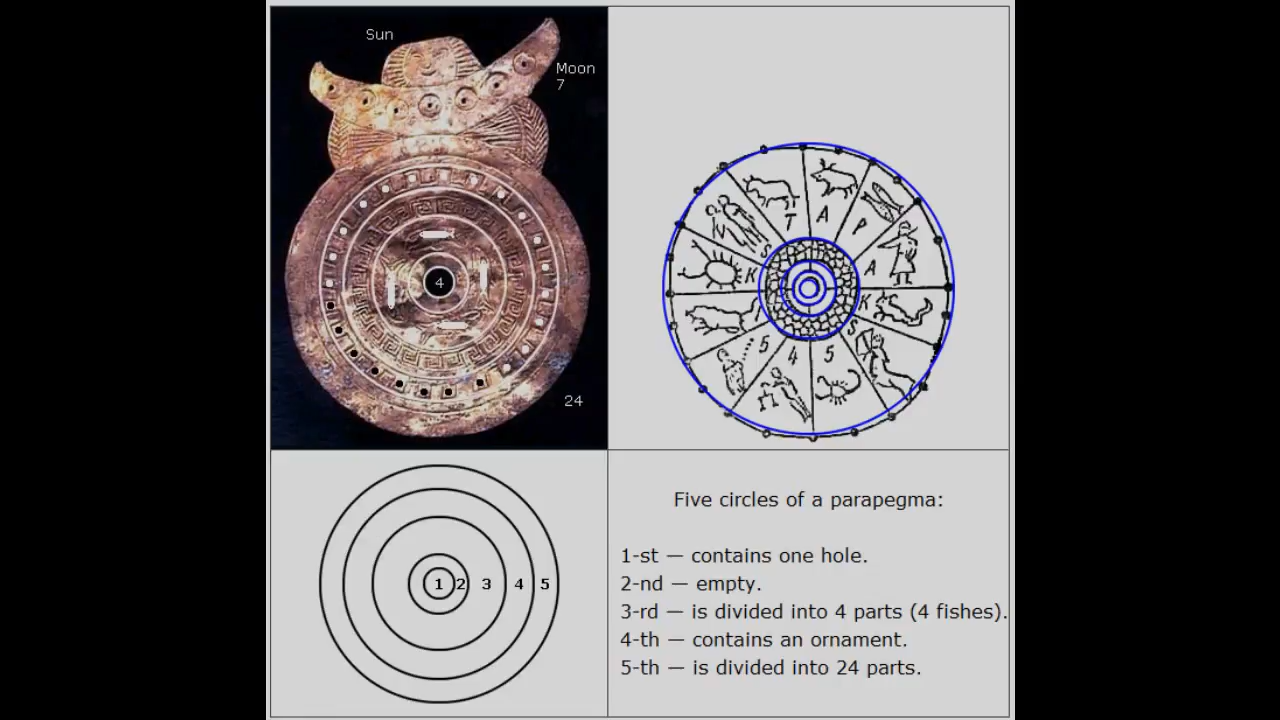 Sun
Moon
7
4
24
T
A
P
A
K
S
5
4
5
K
S
1 2 3 4 5
Five circles of a parapegma:
1-st — contains one hole.
2-nd — empty.
3-rd — is divided into 4 parts (4 fishes).
4-th — contains an ornament.
5-th — is divided into 24 parts.